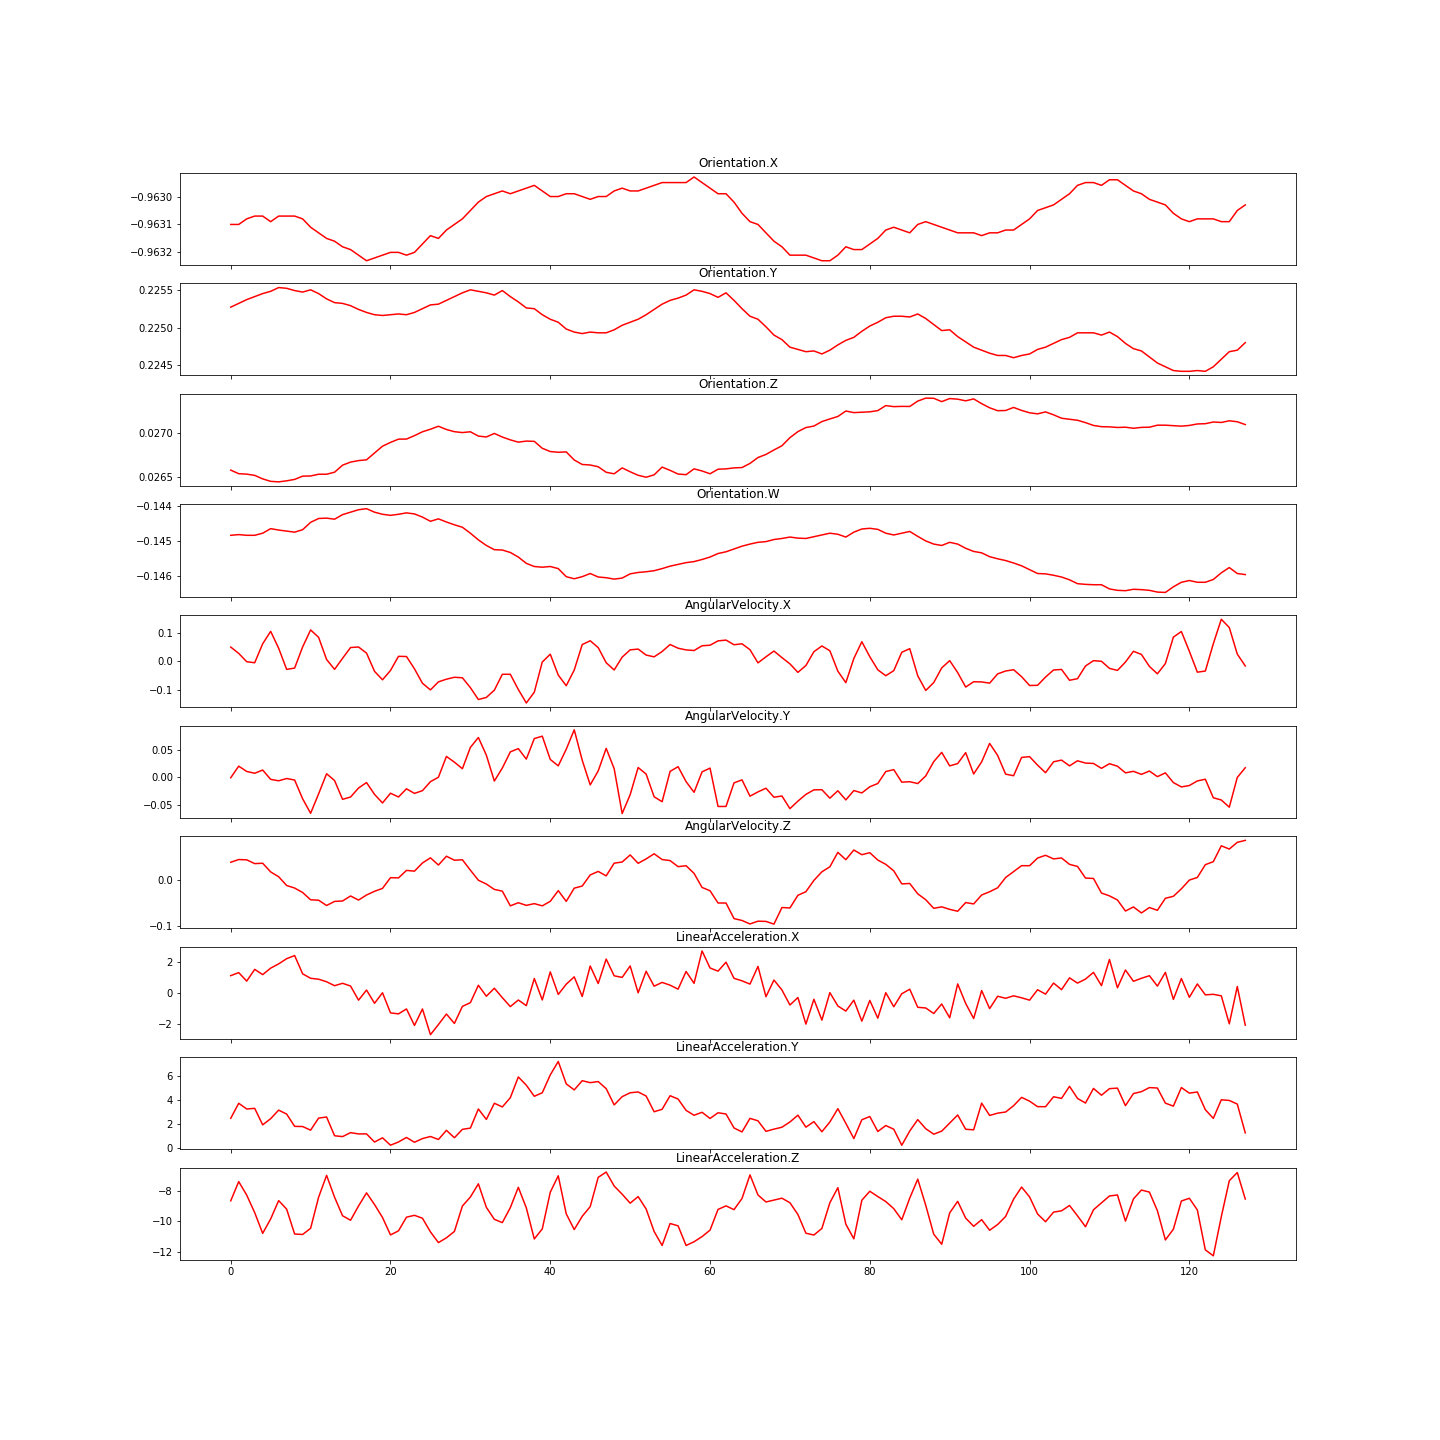 Orientation.X
−0.9630
−0.9631
−0.9632
Orientation.Y
0.2255
0.2250
0.2245
Orientation.Z
0.0270
0.0265
Orientation.W
−0.144
−0.145
−0.146
AngularVelocity.X
0.1
0.0
−0.1
AngularVelocity.Y
0.05
0.00
−0.05
AngularVelocity.Z
0.0
−0.1
LinearAcceleration.X
2
0
−2
LinearAcceleration.Y
6
4
2
0
LinearAcceleration.Z
−8
−10
−12
0 20 40 60 80 100 120